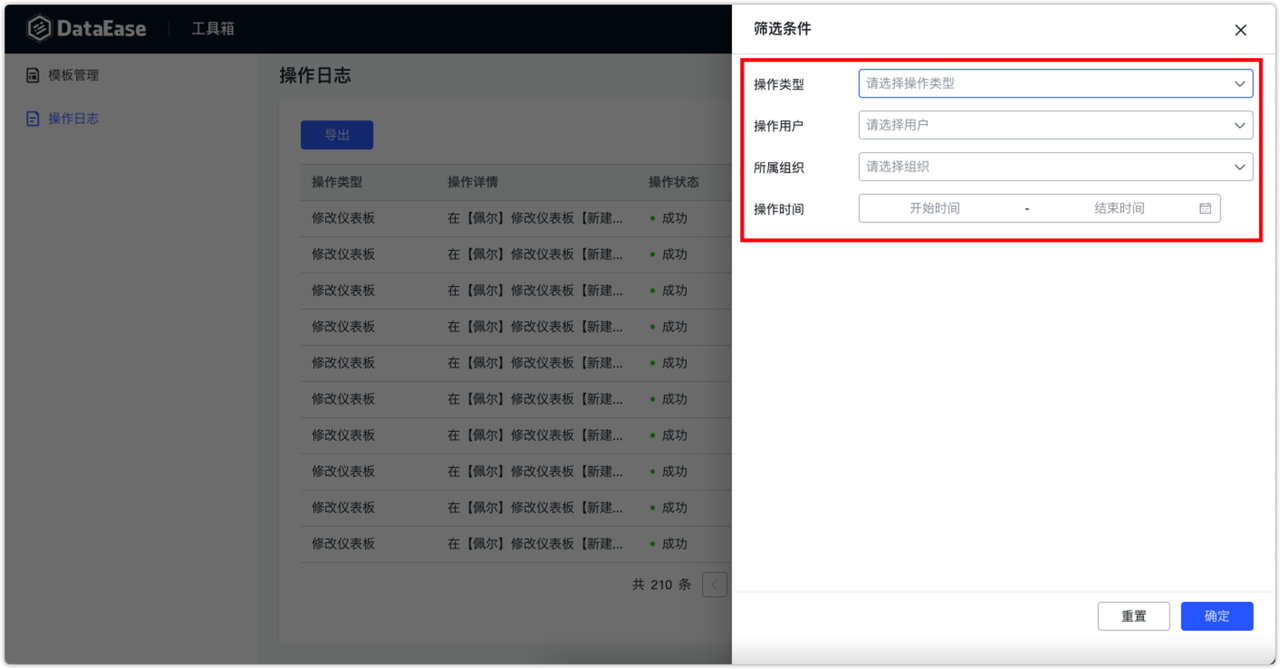 DataEase 工具箱
模板管理
操作日志
操作日志
导出
操作类型 操作详情 操作状态
修改仪表板 在【佩尔】修改仪表板【新建... 成功
修改仪表板 在【佩尔】修改仪表板【新建... 成功
修改仪表板 在【佩尔】修改仪表板【新建... 成功
修改仪表板 在【佩尔】修改仪表板【新建... 成功
修改仪表板 在【佩尔】修改仪表板【新建... 成功
修改仪表板 在【佩尔】修改仪表板【新建... 成功
修改仪表板 在【佩尔】修改仪表板【新建... 成功
修改仪表板 在【佩尔】修改仪表板【新建... 成功
修改仪表板 在【佩尔】修改仪表板【新建... 成功
修改仪表板 在【佩尔】修改仪表板【新建... 成功
共 210 条
筛选条件
操作类型 请选择操作类型
操作用户 请选择用户
所属组织 请选择组织
操作时间 开始时间 - 结束时间
重置 确定